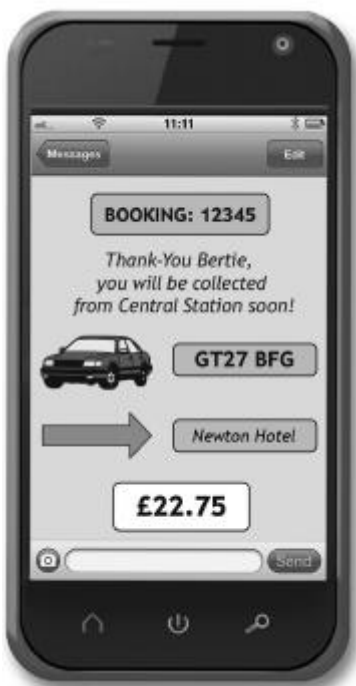 11:11
Messages
Edit
BOOKING: 12345
Thank-You Bertie,
you will be collected
from Central Station soon!
GT27 BFG
Newton Hotel
£22.75
Send